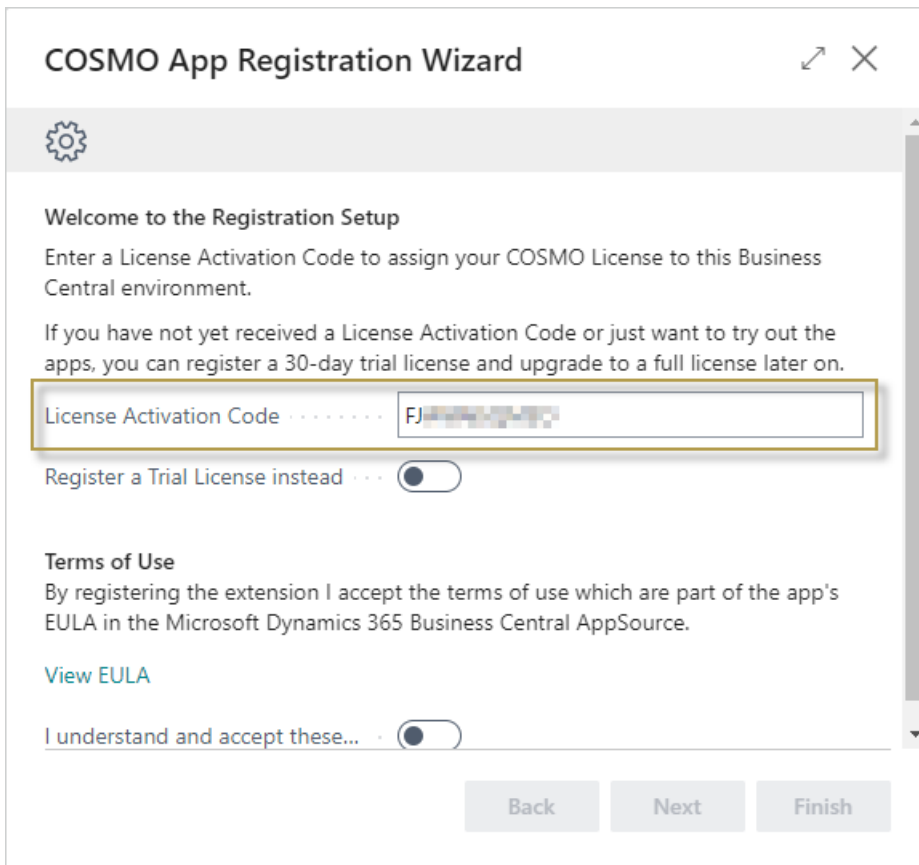 COSMO App Registration Wizard
Welcome to the Registration Setup
Enter a License Activation Code to assign your COSMO License to this Business
Central environment.
If you have not yet received a License Activation Code or just want to try out the
apps, you can register a 30-day trial license and upgrade to a full license later on.
License Activation Code
Register a Trial License instead
Terms of Use
By registering the extension I accept the terms of use which are part of the app's
EULA in the Microsoft Dynamics 365 Business Central AppSource.
View EULA
I understand and accept these...
Back Next Finish